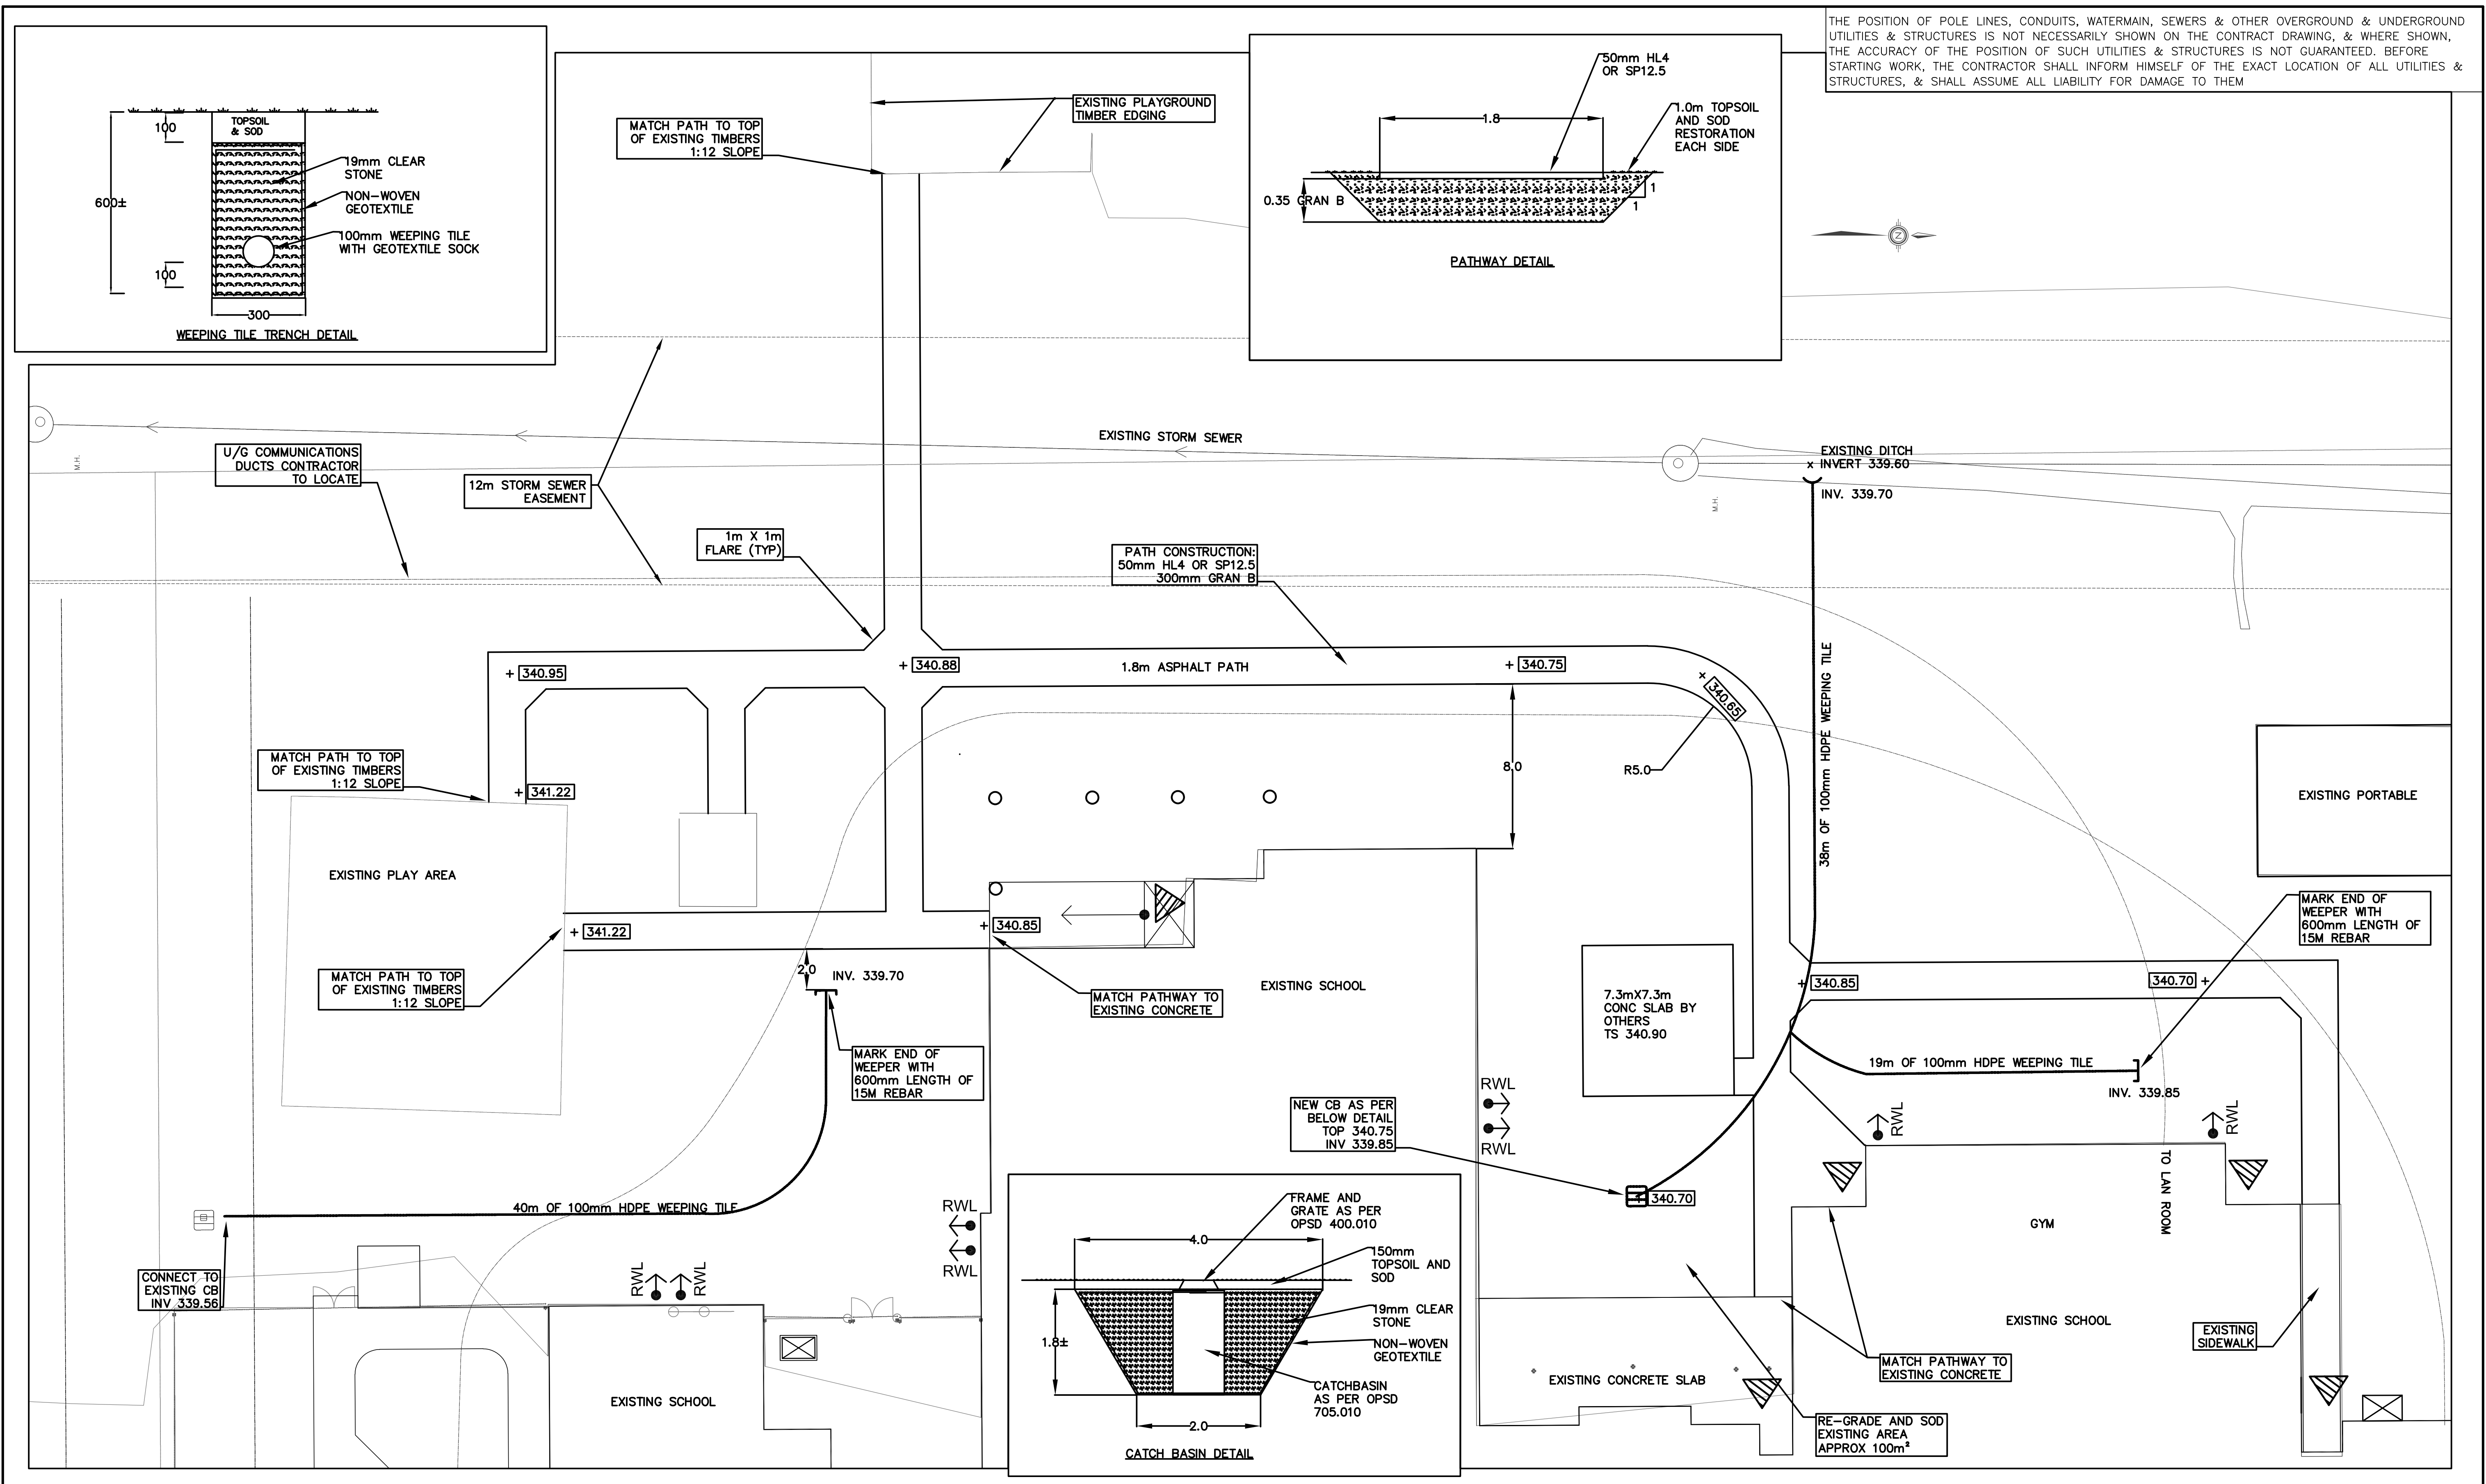 THE POSITION OF POLE LINES, CONDUITS, WATERMAIN, SEWERS & OTHER OVERGROUND & UNDERGROUND
UTILITIES & STRUCTURES IS NOT NECESSARILY SHOWN ON THE CONTRACT DRAWING, & WHERE SHOWN,
THE ACCURACY OF THE POSITION OF SUCH UTILITIES & STRUCTURES IS NOT GUARANTEED. BEFORE
STARTING WORK, THE CONTRACTOR SHALL INFORM HIMSELF OF THE EXACT LOCATION OF ALL UTILITIES &
STRUCTURES, & SHALL ASSUME ALL LIABILITY FOR DAMAGE TO THEM
100
TOPSOIL
& SOD
19mm CLEAR
STONE
NON-WOVEN
GEOTEXTILE
600±
100mm WEEPING TILE
WITH GEOTEXTILE SOCK
100
300
WEEPING TILE TRENCH DETAIL
MATCH PATH TO TOP
OF EXISTING TIMBERS
1:12 SLOPE
EXISTING PLAYGROUND
TIMBER EDGING
50mm HL4
OR SP12.5
1.8
1.0m TOPSOIL
AND SOD
RESTORATION
EACH SIDE
0.35 GRAN B
1
1
PATHWAY DETAIL
Z
M.H.
U/G COMMUNICATIONS
DUCTS CONTRACTOR
TO LOCATE
12m STORM SEWER
EASEMENT
EXISTING STORM SEWER
EXISTING DITCH
x INVERT 339.60
INV. 339.70
M.H.
1m X 1m
FLARE (TYP)
PATH CONSTRUCTION:
50mm HL4 OR SP12.5
300mm GRAN B
+ 340.95
+ 340.88
1.8m ASPHALT PATH
+ 340.75
+ 340.65
38m OF 100mm HDPE WEEPING TILE
MATCH PATH TO TOP
OF EXISTING TIMBERS
1:12 SLOPE
+ 341.22
8.0
R5.0
EXISTING PORTABLE
EXISTING PLAY AREA
+ 341.22
+ 340.85
MARK END OF
WEEPER WITH
600mm LENGTH OF
15M REBAR
MATCH PATH TO TOP
OF EXISTING TIMBERS
1:12 SLOPE
2.0
INV. 339.70
EXISTING SCHOOL
MATCH PATHWAY TO
EXISTING CONCRETE
7.3mX7.3m
CONC SLAB BY
OTHERS
TS 340.90
+ 340.85
340.70 +
MARK END OF
WEEPER WITH
600mm LENGTH OF
15M REBAR
19m OF 100mm HDPE WEEPING TILE
INV. 339.85
RWL
RWL
NEW CB AS PER
BELOW DETAIL
TOP 340.75
INV 339.85
RWL
RWL
340.70
TO LAN ROOM
GYM
40m OF 100mm HDPE WEEPING TILE
RWL
RWL
CONNECT TO
EXISTING CB
INV 339.56
RWL
RWL
FRAME AND
GRATE AS PER
OPSD 400.010
4.0
150mm
TOPSOIL AND
SOD
19mm CLEAR
STONE
1.8±
NON-WOVEN
GEOTEXTILE
CATCHBASIN
AS PER OPSD
705.010
2.0
CATCH BASIN DETAIL
EXISTING SCHOOL
EXISTING CONCRETE SLAB
EXISTING SCHOOL
EXISTING
SIDEWALK
MATCH PATHWAY TO
EXISTING CONCRETE
RE-GRADE AND SOD
EXISTING AREA
APPROX 100m²